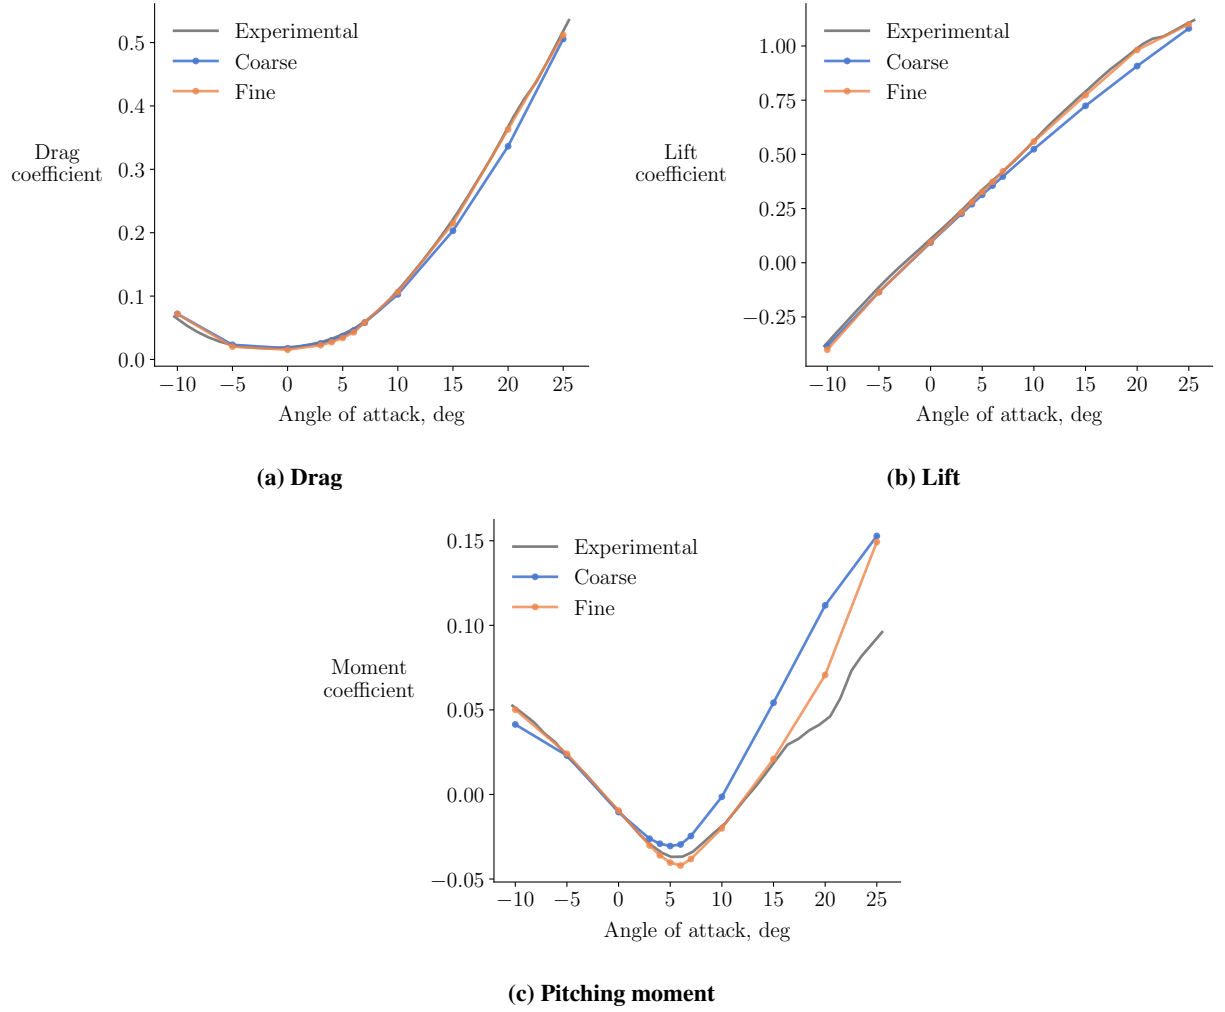 0.5
0.4
0.3
0.2
0.1
0.0
Drag
coefficient
Experimental
Coarse
Fine
−10 −5 0 5 10 15 20 25
Angle of attack, deg
(a) Drag
1.00
0.75
0.50
0.25
0.00
−0.25
Lift
coefficient
Experimental
Coarse
Fine
−10 −5 0 5 10 15 20 25
Angle of attack, deg
(b) Lift
0.15
0.10
0.05
0.00
−0.05
Moment
coefficient
Experimental
Coarse
Fine
−10 −5 0 5 10 15 20 25
Angle of attack, deg
(c) Pitching moment